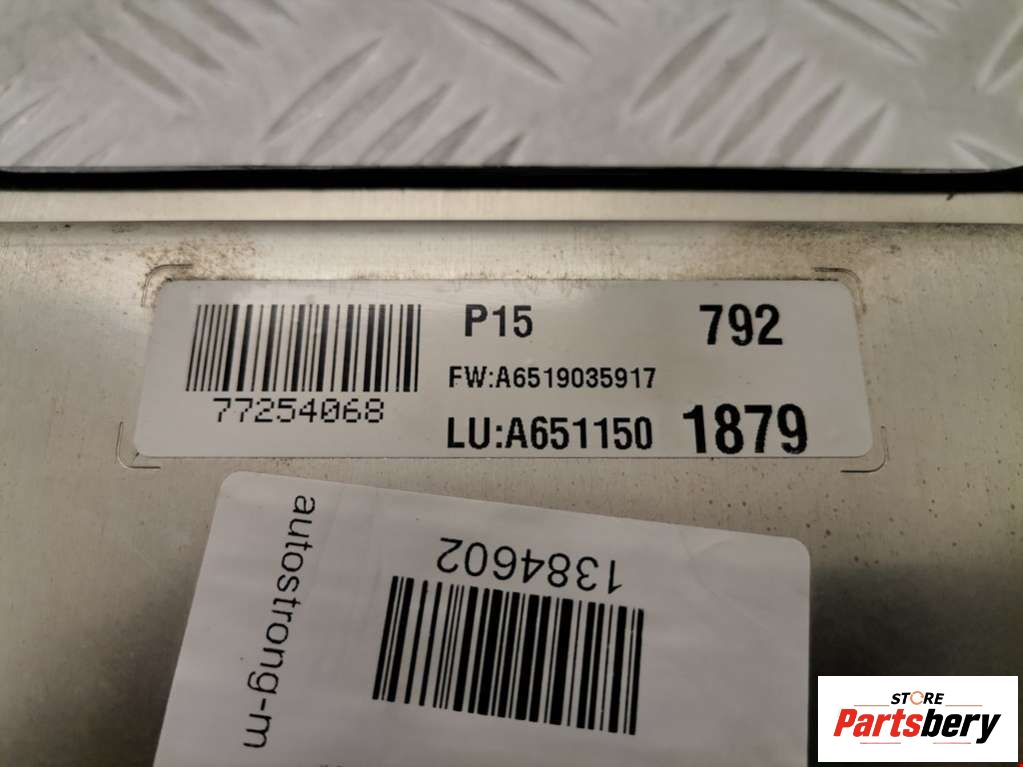 P15 792
FW:A6519035917
77254068
LU:A651150 1879
1384602
autostrong-m
STORE
Partsbery